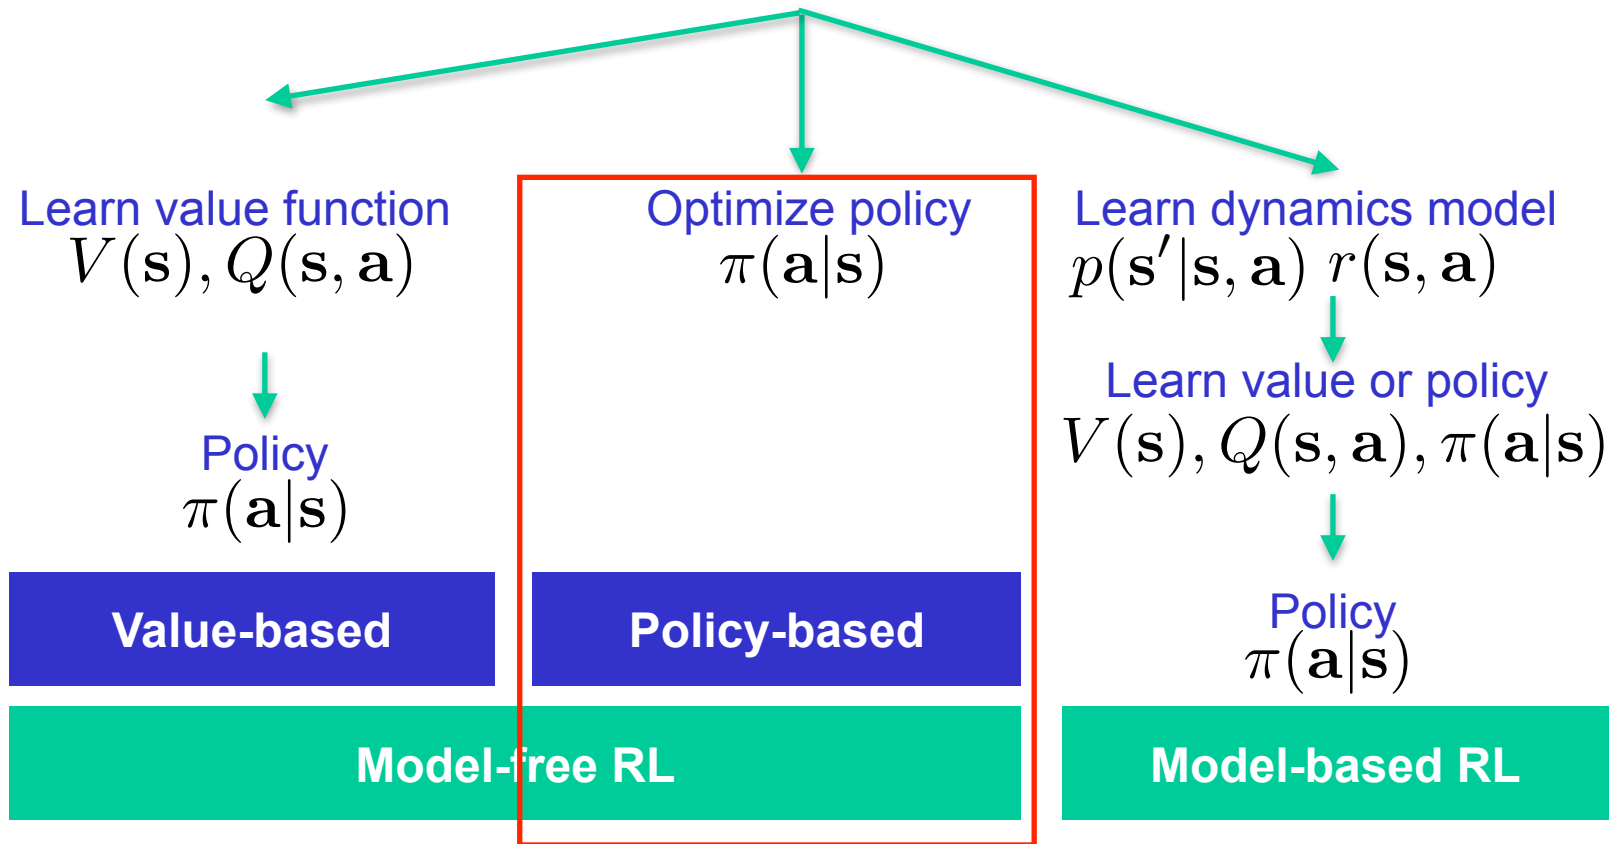 Learn value function
V(s), Q(s, a)
Policy
π(a|s)
Value-based
Optimize policy
π(a|s)
Policy-based
Model-free RL
Learn dynamics model
p(s′|s, a) r(s, a)
Learn value or policy
V(s), Q(s, a), π(a|s)
Policy
π(a|s)
Model-based RL